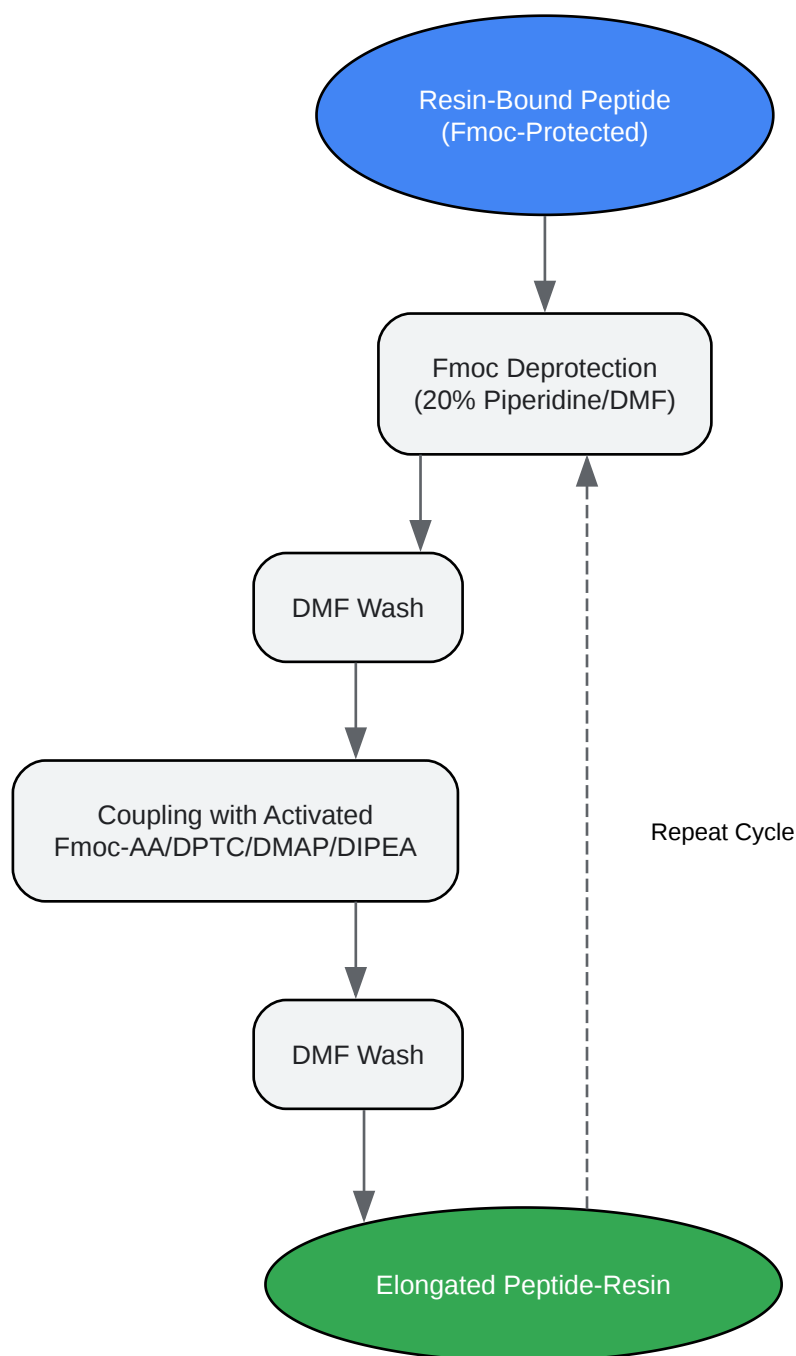 Resin-Bound Peptide
(Fmoc-Protected)
Fmoc Deprotection
(20% Piperidine/DMF)
DMF Wash
Coupling with Activated
Fmoc-AA/DPTC/DMAP/DIPEA
Repeat Cycle
DMF Wash
Elongated Peptide-Resin